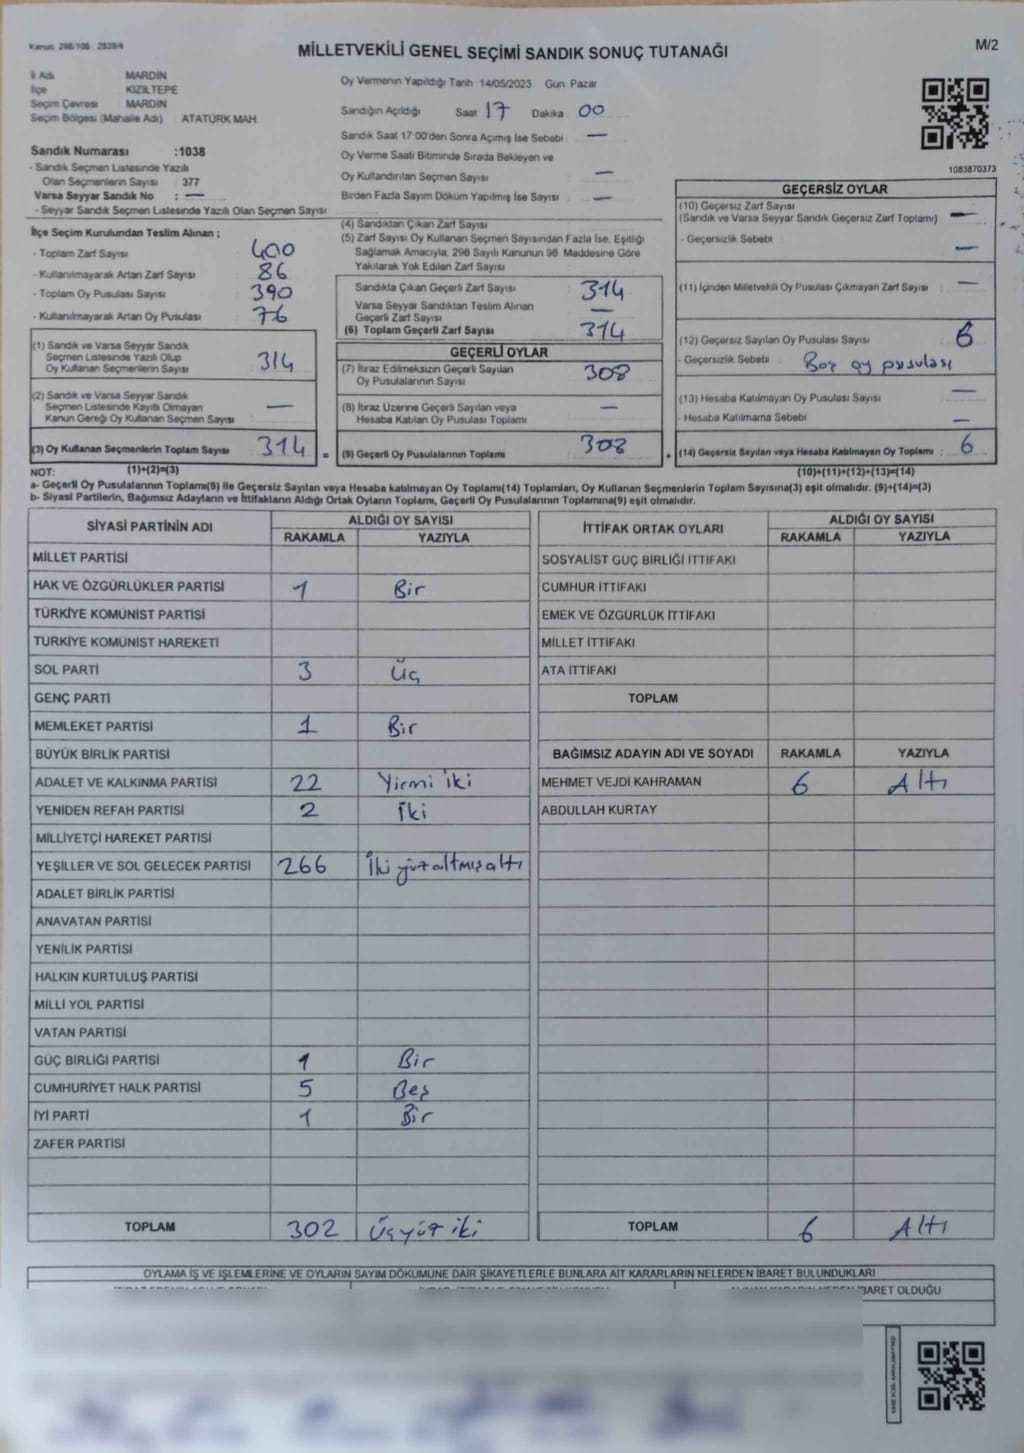 Kanun: 298/105 , 2839/4
MİLLETVEKİLİ GENEL SEÇİMİ SANDIK SONUÇ TUTANAĞI
M/2
İl Adı MARDİN
İlçe KIZILTEPE
Seçim Çevresi MARDİN
Seçim Bölgesi (Mahalle Adı) ATATÜRK MAH.
Sandık Numarası :1038
- Sandık Seçmen Listesinde Yazılı
Olan Seçmenlerin Sayısı : 377
Varsa Seyyar Sandık No : —
- Seyyar Sandık Seçmen Listesinde Yazılı Olan Seçmen Sayısı
İlçe Seçim Kurulundan Teslim Alınan ;
- Toplam Zarf Sayısı 400
- Kullanılmayarak Artan Zarf Sayısı 86
- Toplam Oy Pusulası Sayısı 390
- Kullanılmayarak Artan Oy Pusulası 76
(1) Sandık ve Varsa Seyyar Sandık
Seçmen Listesinde Yazılı Olup
Oy Kullanan Seçmenlerin Sayısı 314
(2) Sandık ve Varsa Seyyar Sandık
Seçmen Listesinde Kayıtlı Olmayan
Kanun Gereği Oy Kullanan Seçmen Sayısı —
(3) Oy Kullanan Seçmenlerin Toplam Sayısı 314 =
Oy Vermenin Yapıldığı Tarih 14/05/2023 Gün Pazar
Sandığın Açıldığı Saat 17 Dakika 00
Sandık Saat 17:00'den Sonra Açımış İse Sebebi —
Oy Verme Saati Bitiminde Sırada Bekleyen ve
Oy Kullandırılan Seçmen Sayısı —
Birden Fazla Sayım Döküm Yapılmış İse Sayısı —
(4) Sandıktan Çıkan Zarf Sayısı
(5) Zarf Sayısı Oy Kullanan Seçmen Sayısından Fazla İse, Eşitliği
Sağlamak Amacıyla, 298 Sayılı Kanunun 98. Maddesine Göre
Yakılarak Yok Edilen Zarf Sayısı
Sandıkta Çıkan Geçerli Zarf Sayısı 314
Varsa Seyyar Sandıktan Teslim Alınan
Geçerli Zarf Sayısı —
(6) Toplam Geçerli Zarf Sayısı 314
GEÇERLİ OYLAR
(7) İtiraz Edilmeksizin Geçerli Sayılan
Oy Pusulalarının Sayısı 308
(8) İtiraz Üzerine Geçerli Sayılan veya
Hesaba Katılan Oy Pusulası Toplamı —
(9) Geçerli Oy Pusulalarının Toplamı 308 +
1083870373
GEÇERSİZ OYLAR
(10) Geçersiz Zarf Sayısı
(Sandık ve Varsa Seyyar Sandık Geçersiz Zarf Toplamı) —
- Geçersizlik Sebebi —
(11) İçinden Milletvekili Oy Pusulası Çıkmayan Zarf Sayısı —
(12) Geçersiz Sayılan Oy Pusulası Sayısı 6
- Geçersizlik Sebebi Boş oy pusulası
(13) Hesaba Katılmayan Oy Pusulası Sayısı —
- Hesaba Katılmama Sebebi —
(14) Geçersiz Sayılan veya Hesaba Katılmayan Oy Toplamı : 6
NOT: (1)+(2)=(3) (10)+(11)+(12)+(13)=(14)
a- Geçerli Oy Pusulalarının Toplamı(9) ile Geçersiz Sayılan veya Hesaba katılmayan Oy Toplamı(14) Toplamları, Oy Kullanan Seçmenlerin Toplam Sayısına(3) eşit olmalıdır. (9)+(14)=(3)
b- Siyasi Partilerin, Bağımsız Adayların ve İttifakların Aldığı Ortak Oyların Toplamı, Geçerli Oy Pusulalarının Toplamına(9) eşit olmalıdır.
SİYASİ PARTİNİN ADI ALDIĞI OY SAYISI
RAKAMLA YAZIYLA
MİLLET PARTİSİ
HAK VE ÖZGÜRLÜKLER PARTİSİ 1 Bir
TÜRKİYE KOMÜNİST PARTİSİ
TÜRKİYE KOMÜNİST HAREKETİ
SOL PARTİ 3 Üç
GENÇ PARTİ
MEMLEKET PARTİSİ 1 Bir
BÜYÜK BİRLİK PARTİSİ
ADALET VE KALKINMA PARTİSİ 22 Yirmi iki
YENİDEN REFAH PARTİSİ 2 İki
MİLLİYETÇİ HAREKET PARTİSİ
YEŞİLLER VE SOL GELECEK PARTİSİ 266 İki yüz altmış altı
ADALET BİRLİK PARTİSİ
ANAVATAN PARTİSİ
YENİLİK PARTİSİ
HALKIN KURTULUŞ PARTİSİ
MİLLİ YOL PARTİSİ
VATAN PARTİSİ
GÜÇ BİRLİĞİ PARTİSİ 1 Bir
CUMHURİYET HALK PARTİSİ 5 Beş
İYİ PARTİ 1 Bir
ZAFER PARTİSİ
TOPLAM 302 Üçyüz iki
İTTİFAK ORTAK OYLARI ALDIĞI OY SAYISI
RAKAMLA YAZIYLA
SOSYALİST GÜÇ BİRLİĞİ İTTİFAKI
CUMHUR İTTİFAKI
EMEK VE ÖZGÜRLÜK İTTİFAKI
MİLLET İTTİFAKI
ATA İTTİFAKI
TOPLAM
BAĞIMSIZ ADAYIN ADI VE SOYADI RAKAMLA YAZIYLA
MEHMET VEJDİ KAHRAMAN 6 Altı
ABDULLAH KURTAY
TOPLAM 6 Altı
OYLAMA İŞ VE İŞLEMLERİNE VE OYLARIN SAYIM DÖKÜMÜNE DAİR ŞİKAYETLERLE BUNLARA AİT KARARLARIN NELERDEN İBARET BULUNDUKLARI
İBARET OLDUĞU